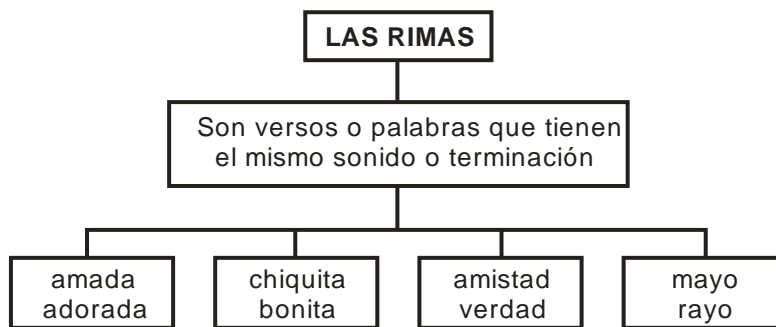 LAS RIMAS
Son versos o palabras que tienen
el mismo sonido o terminación
amada
adorada
chiquita
bonita
amistad
verdad
mayo
rayo